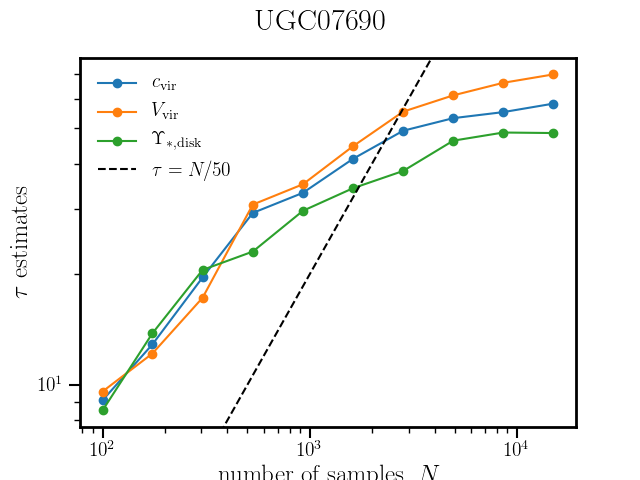 UGC07690
c_vir
V_vir
Υ_*,disk
τ = N/50
τ estimates
10^1
10^2
10^3
10^4
number of samples, N